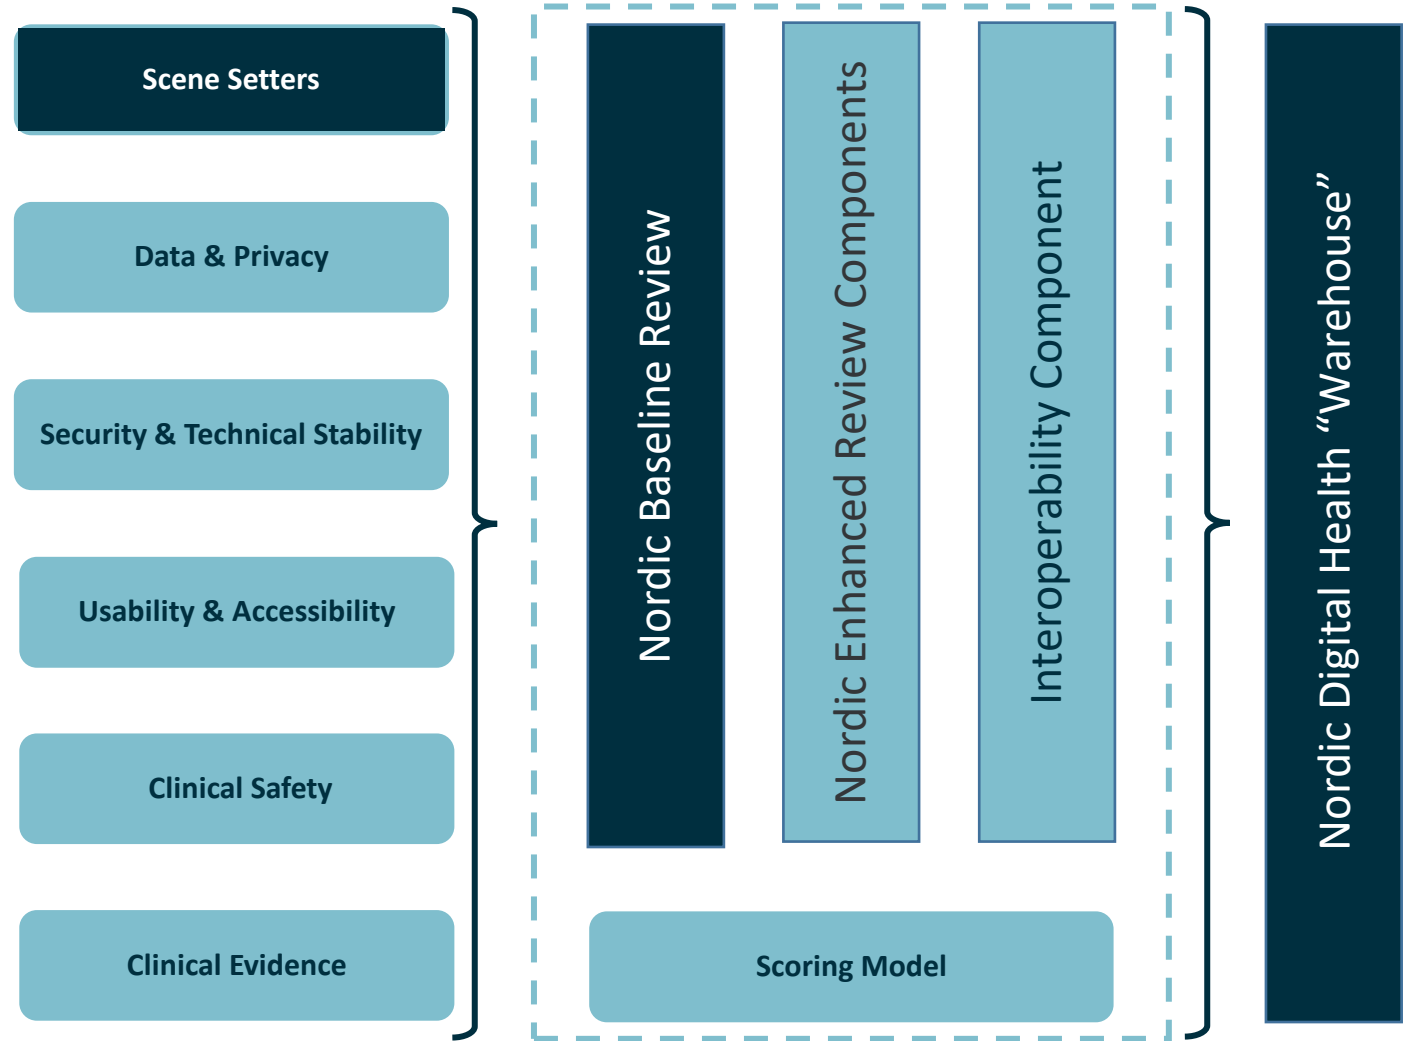 Scene Setters
Data & Privacy
Security & Technical Stability
Usability & Accessibility
Clinical Safety
Clinical Evidence
Nordic Baseline Review
Nordic Enhanced Review Components
Interoperability Component
Scoring Model
Nordic Digital Health “Warehouse”